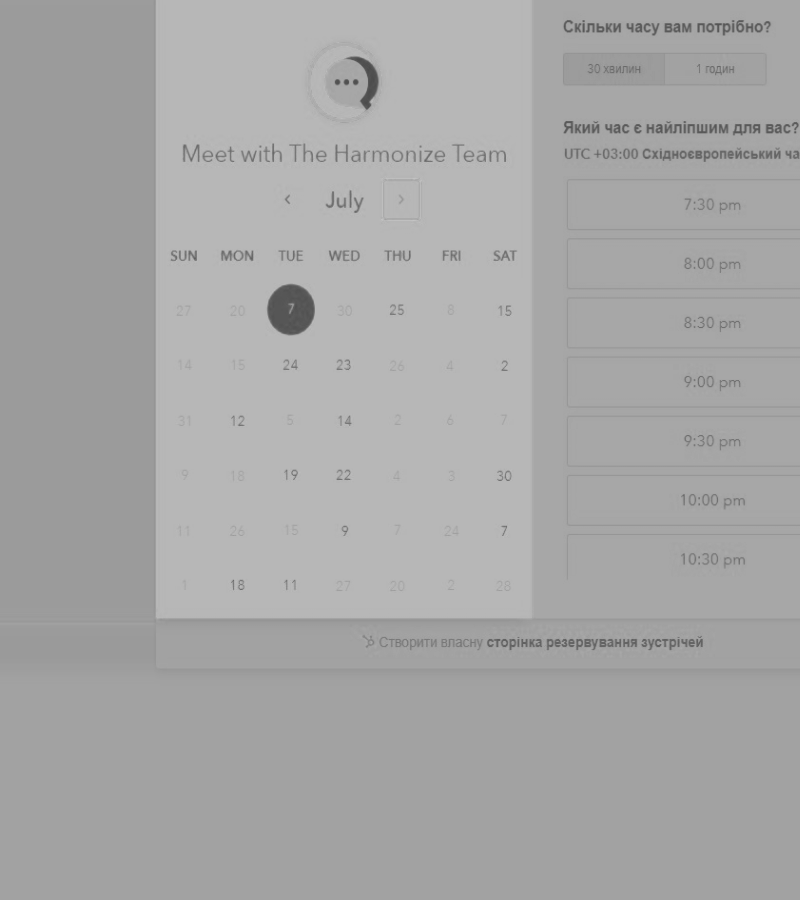 Meet with The Harmonize Team
July
SUN MON TUE WED THU FRI SAT
27 20 7 30 25 8 15
14 15 24 23 26 4 2
31 12 5 14 2 6 7
9 18 19 22 4 3 30
11 26 15 9 7 24 7
1 18 11 27 20 2 28
Скільки часу вам потрібно?
30 хвилин 1 годин
Який час є найліпшим для вас?
UTC +03:00 Східноєвропейський ча
7:30 pm
8:00 pm
8:30 pm
9:00 pm
9:30 pm
10:00 pm
10:30 pm
Створити власну сторінка резервування зустрічей